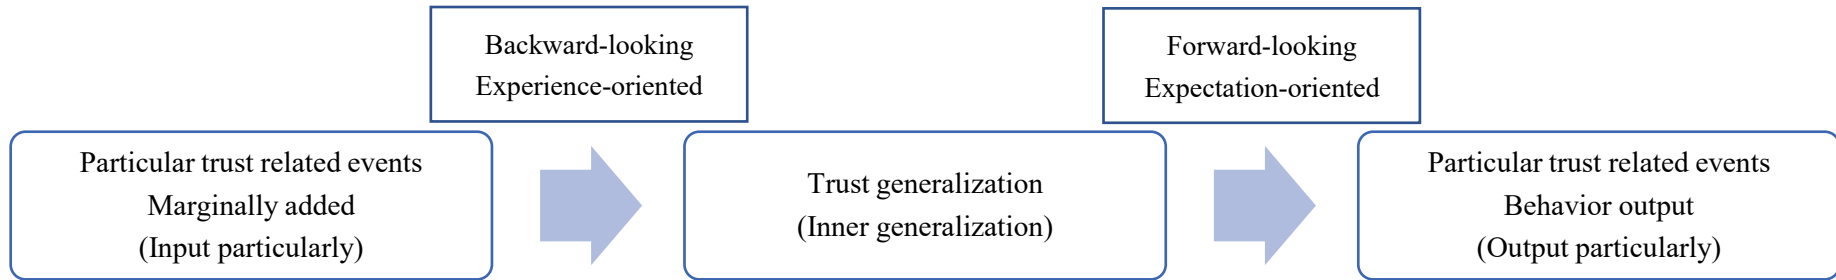 Backward-looking
Experience-oriented
Forward-looking
Expectation-oriented
Particular trust related events
Marginally added
(Input particularly)
Trust generalization
(Inner generalization)
Particular trust related events
Behavior output
(Output particularly)